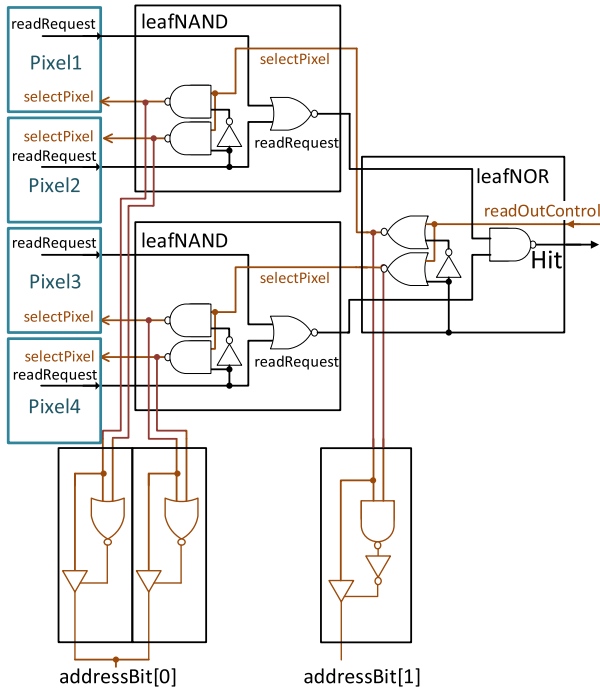 readRequest
Pixel1
selectPixel
leafNAND
selectPixel
readRequest
selectPixel
readRequest
Pixel2
leafNOR
readOutControl
Hit
readRequest
Pixel3
selectPixel
leafNAND
selectPixel
readRequest
selectPixel
readRequest
Pixel4
addressBit[0]
addressBit[1]